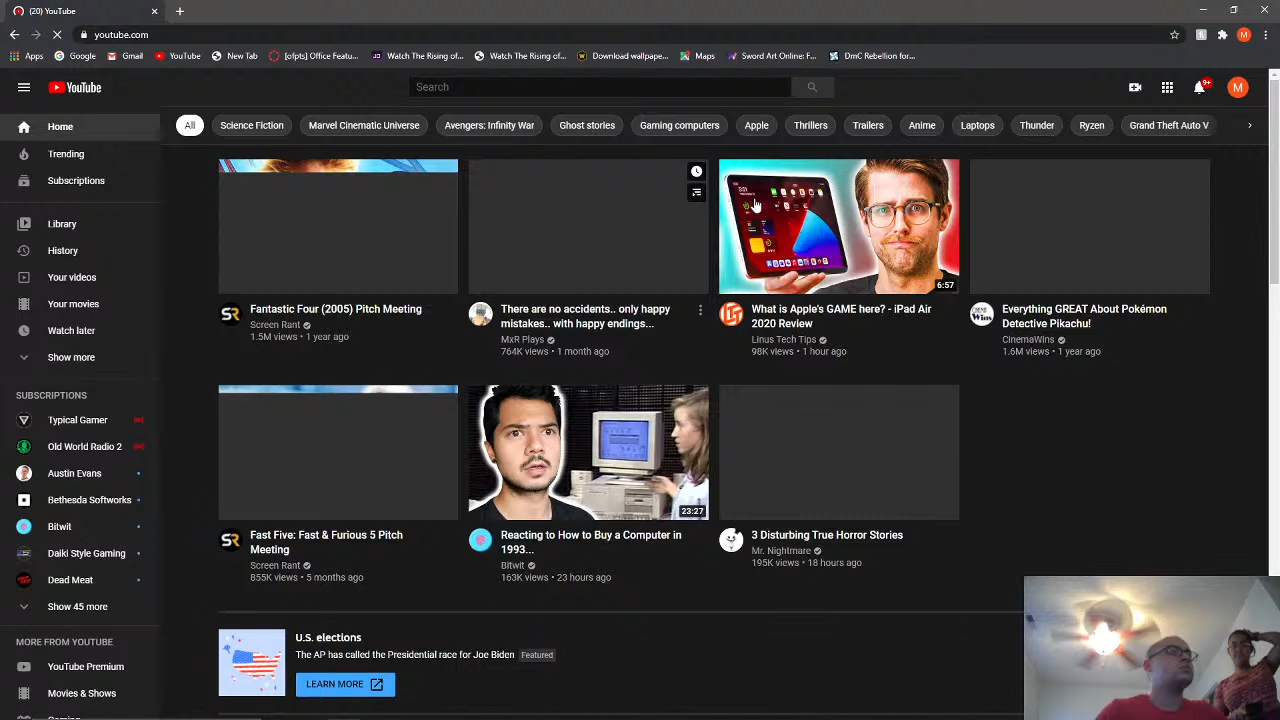 (20) YouTube
youtube.com
Apps Google Gmail YouTube New Tab [ofpts] Office Featu... Watch The Rising of... Watch The Rising of... Download wallpape... Maps Sword Art Online: F... DmC Rebellion for...
YouTube
Search
9+
M
Home
Trending
Subscriptions
Library
History
Your videos
Your movies
Watch later
Show more
SUBSCRIPTIONS
Typical Gamer
Old World Radio 2
Austin Evans
Bethesda Softworks
Bitwit
Daiki Style Gaming
Dead Meat
Show 45 more
MORE FROM YOUTUBE
YouTube Premium
Movies & Shows
All Science Fiction Marvel Cinematic Universe Avengers: Infinity War Ghost stories Gaming computers Apple Thrillers Trailers Anime Laptops Thunder Ryzen Grand Theft Auto V
Fantastic Four (2005) Pitch Meeting
Screen Rant
1.5M views • 1 year ago
There are no accidents.. only happy
mistakes.. with happy endings...
MxR Plays
764K views • 1 month ago
6:57
What is Apple's GAME here? - iPad Air
2020 Review
Linus Tech Tips
98K views • 1 hour ago
Everything GREAT About Pokémon
Detective Pikachu!
CinemaWins
1.6M views • 1 year ago
Fast Five: Fast & Furious 5 Pitch
Meeting
Screen Rant
855K views • 5 months ago
23:27
Reacting to How to Buy a Computer in
1993...
Bitwit
163K views • 23 hours ago
3 Disturbing True Horror Stories
Mr. Nightmare
195K views • 18 hours ago
U.S. elections
The AP has called the Presidential race for Joe Biden Featured
LEARN MORE